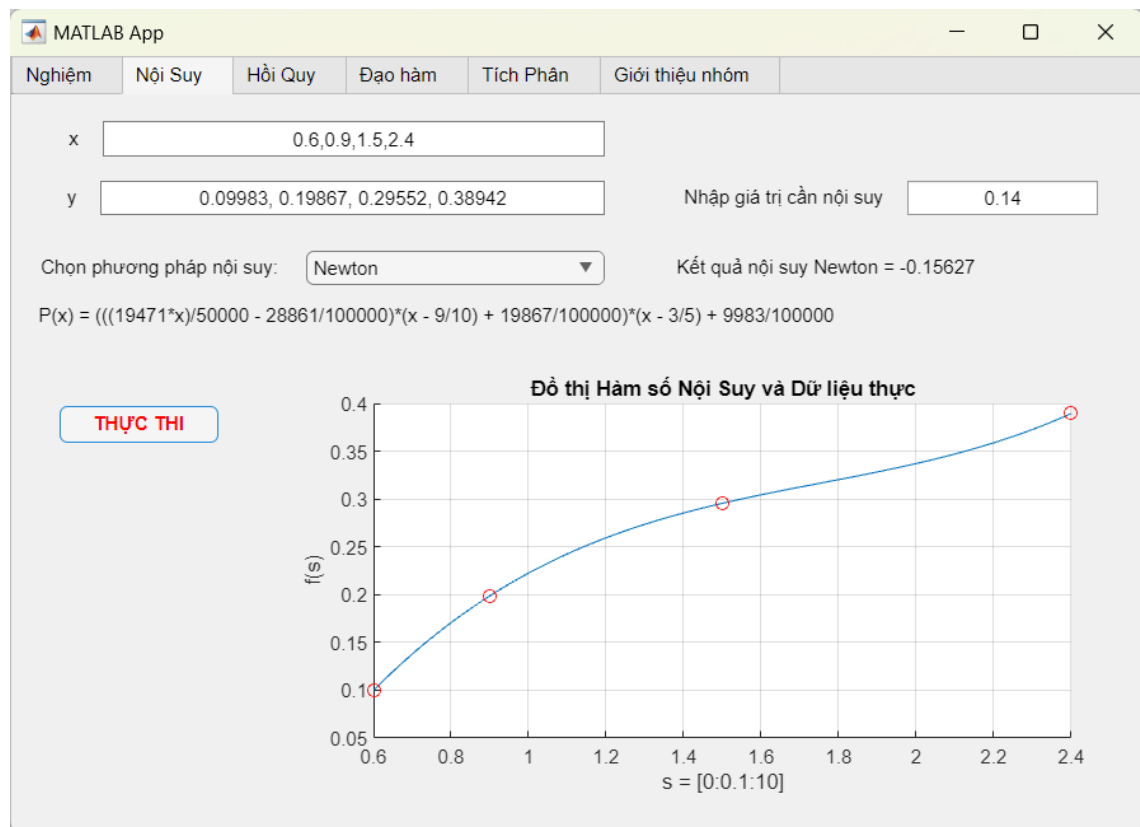 MATLAB App
Nghiệm Nội Suy Hồi Quy Đạo hàm Tích Phân Giới thiệu nhóm
x 0.6,0.9,1.5,2.4
y 0.09983, 0.19867, 0.29552, 0.38942 Nhập giá trị cần nội suy 0.14
Chọn phương pháp nội suy: Newton Kết quả nội suy Newton = -0.15627
P(x) = (((19471*x)/50000 - 28861/100000)*(x - 9/10) + 19867/100000)*(x - 3/5) + 9983/100000
Đồ thị Hàm số Nội Suy và Dữ liệu thực
THỰC THI
0.4
0.35
0.3
0.25
0.2
0.15
0.1
0.05
f(s)
0.6 0.8 1 1.2 1.4 1.6 1.8 2 2.2 2.4
s = [0:0.1:10]